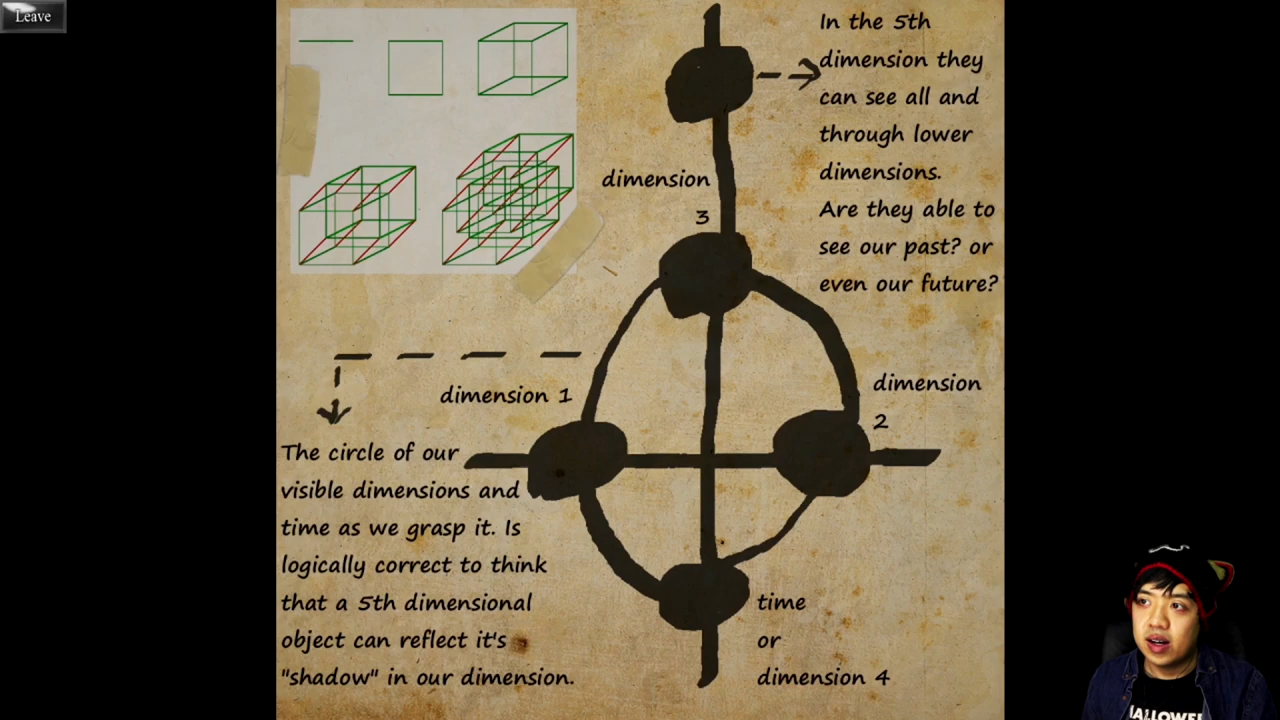 Leave
In the 5th
dimension they
can see all and
through lower
dimensions.
Are they able to
see our past? or
even our future?
dimension
3
dimension 1
dimension
2
The circle of our
visible dimensions and
time as we grasp it. Is
logically correct to think
that a 5th dimensional
object can reflect it's
"shadow" in our dimension.
time
or
dimension 4